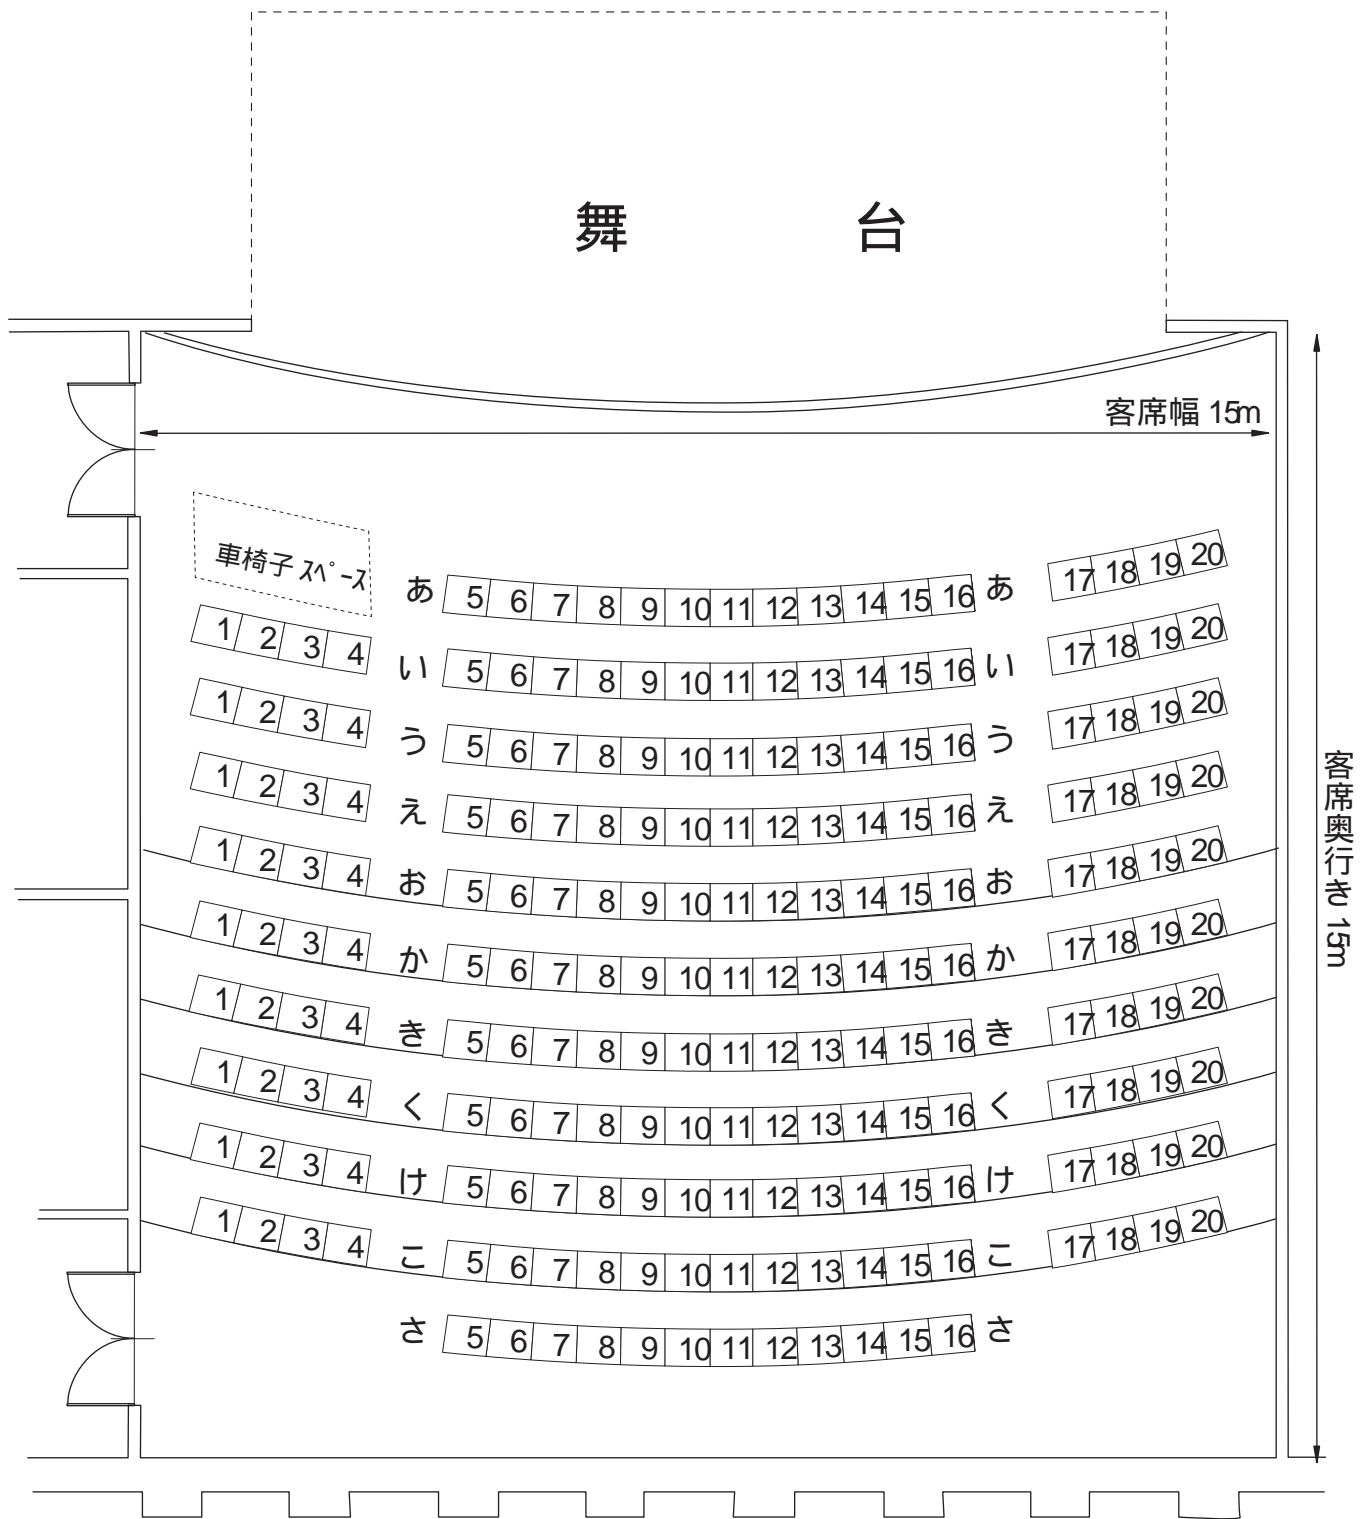 舞 台
客席幅 15m
客席奥行き 15m
車椅子 スペース あ 5 6 7 8 9 10 11 12 13 14 15 16 あ 17 18 19 20
1 2 3 4 い 5 6 7 8 9 10 11 12 13 14 15 16 い 17 18 19 20
1 2 3 4 う 5 6 7 8 9 10 11 12 13 14 15 16 う 17 18 19 20
1 2 3 4 え 5 6 7 8 9 10 11 12 13 14 15 16 え 17 18 19 20
1 2 3 4 お 5 6 7 8 9 10 11 12 13 14 15 16 お 17 18 19 20
1 2 3 4 か 5 6 7 8 9 10 11 12 13 14 15 16 か 17 18 19 20
1 2 3 4 き 5 6 7 8 9 10 11 12 13 14 15 16 き 17 18 19 20
1 2 3 4 く 5 6 7 8 9 10 11 12 13 14 15 16 く 17 18 19 20
1 2 3 4 け 5 6 7 8 9 10 11 12 13 14 15 16 け 17 18 19 20
1 2 3 4 こ 5 6 7 8 9 10 11 12 13 14 15 16 こ 17 18 19 20
さ 5 6 7 8 9 10 11 12 13 14 15 16 さ